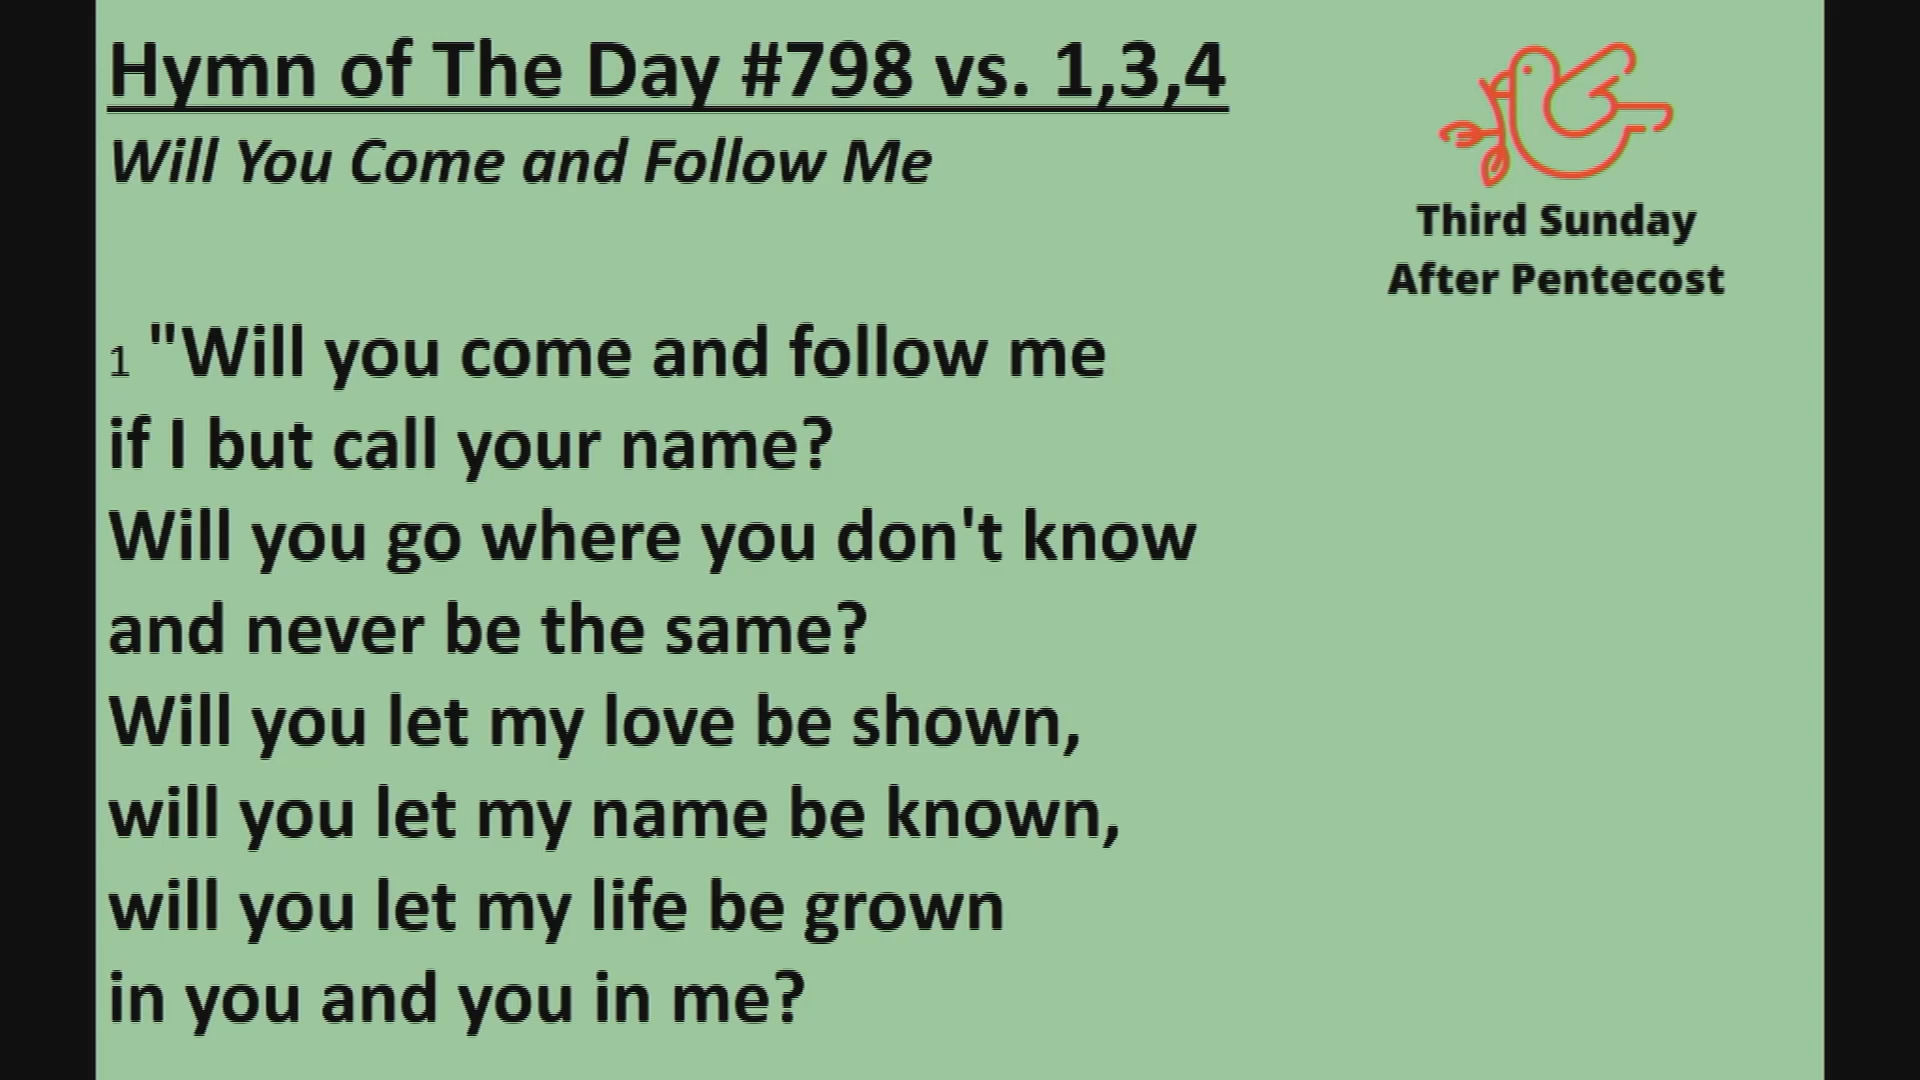 Hymn of The Day #798 vs. 1,3,4
Will You Come and Follow Me
Third Sunday
After Pentecost
1 "Will you come and follow me
if I but call your name?
Will you go where you don't know
and never be the same?
Will you let my love be shown,
will you let my name be known,
will you let my life be grown
in you and you in me?